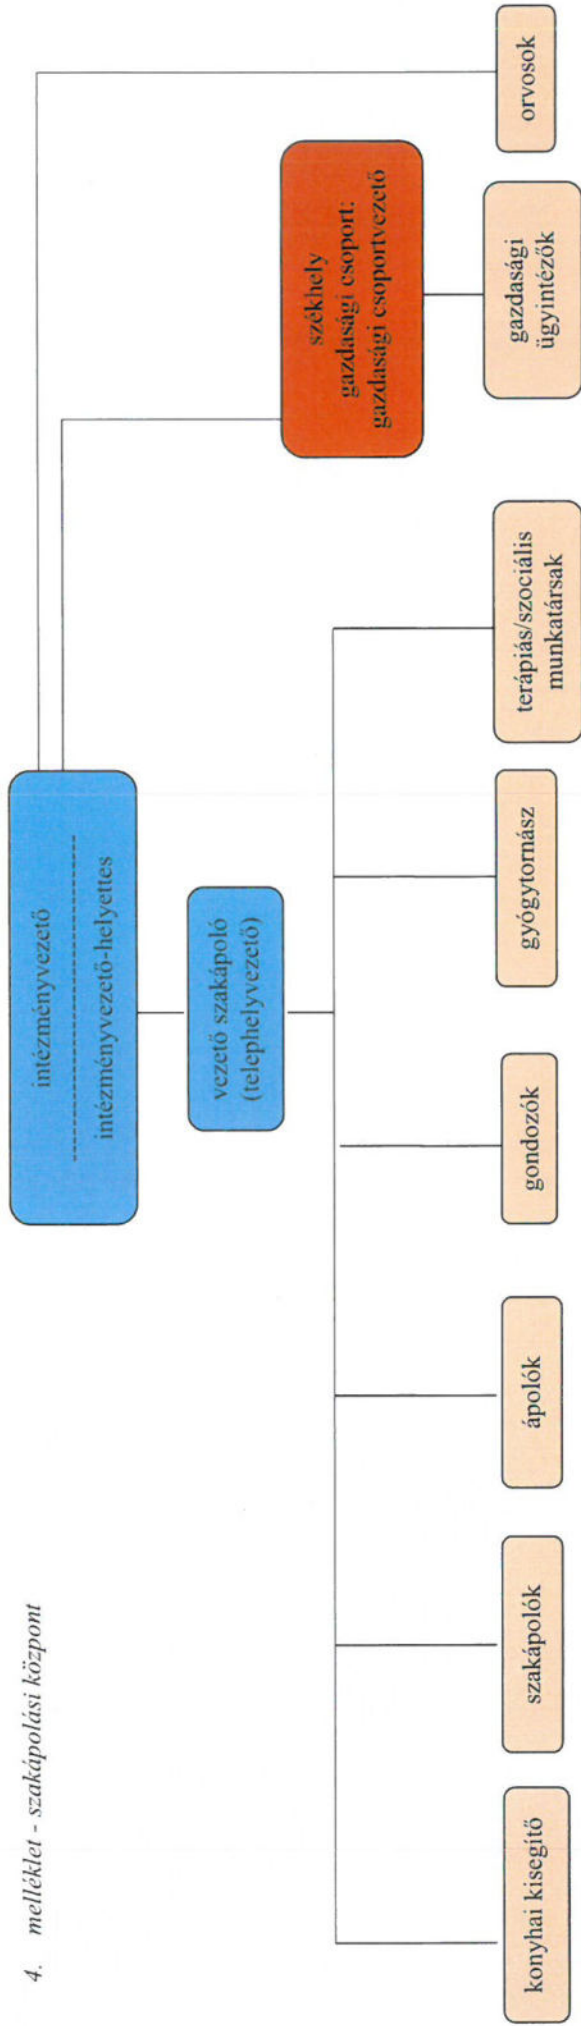 4. melléklet - szakápolási központ
intézményvezető
intézményvezető-helyettes
vezető szakápoló
(telephelyvezető)
székhely
gazdasági csoport:
gazdasági csoportvezető
konyhai kisegítő
szakápolók
ápolók
gondozók
gyógytornász
terápiás/szociális
munkatársak
gazdasági
ügyintézők
orvosok